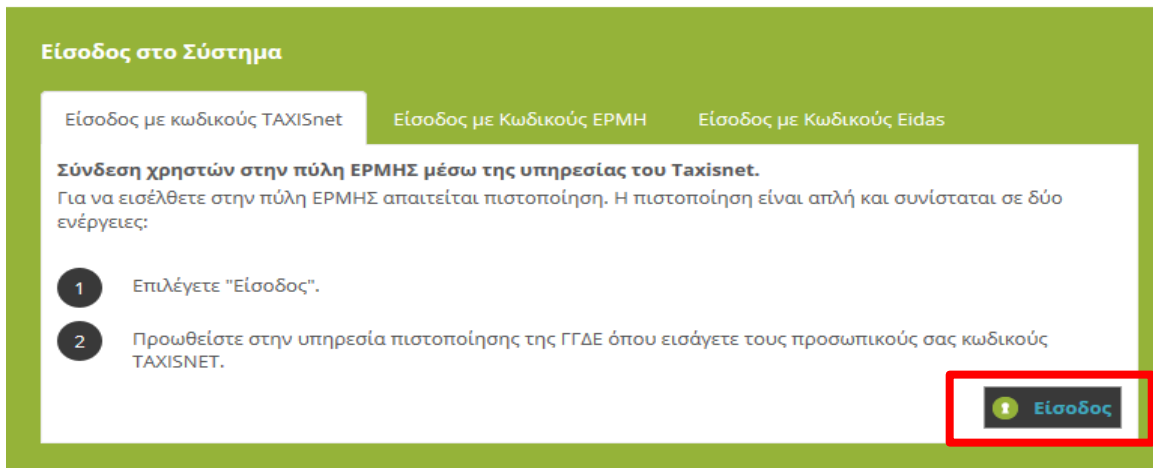 Είσοδος στο Σύστημα
Είσοδος με κωδικούς TAXISnet
Είσοδος με Κωδικούς ΕΡΜΗ
Είσοδος με Κωδικούς Eidas
Σύνδεση χρηστών στην πύλη ΕΡΜΗΣ μέσω της υπηρεσίας του Taxisnet.
Για να εισέλθετε στην πύλη ΕΡΜΗΣ απαιτείται πιστοποίηση. Η πιστοποίηση είναι απλή και συνίσταται σε δύο
ενέργειες:
1 Επιλέγετε "Είσοδος".
2 Προωθείστε στην υπηρεσία πιστοποίησης της ΓΓΔΕ όπου εισάγετε τους προσωπικούς σας κωδικούς
TAXISNET.
Είσοδος